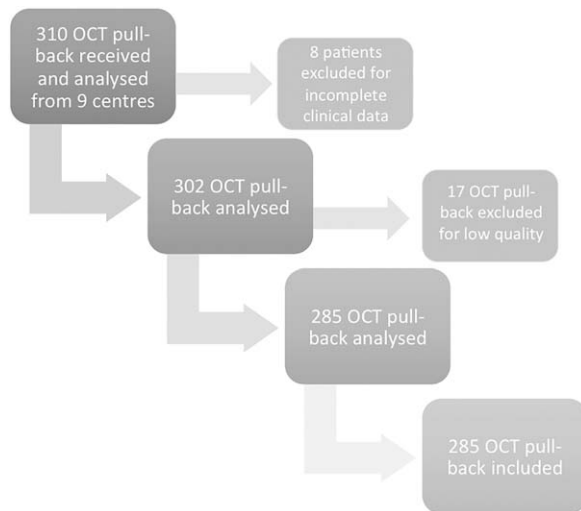 310 OCT pull-
back received
and analysed
from 9 centres
8 patients
excluded for
incomplete
clinical data
302 OCT pull-
back analysed
17 OCT pull-
back excluded
for low quality
285 OCT pull-
back analysed
285 OCT pull-
back included